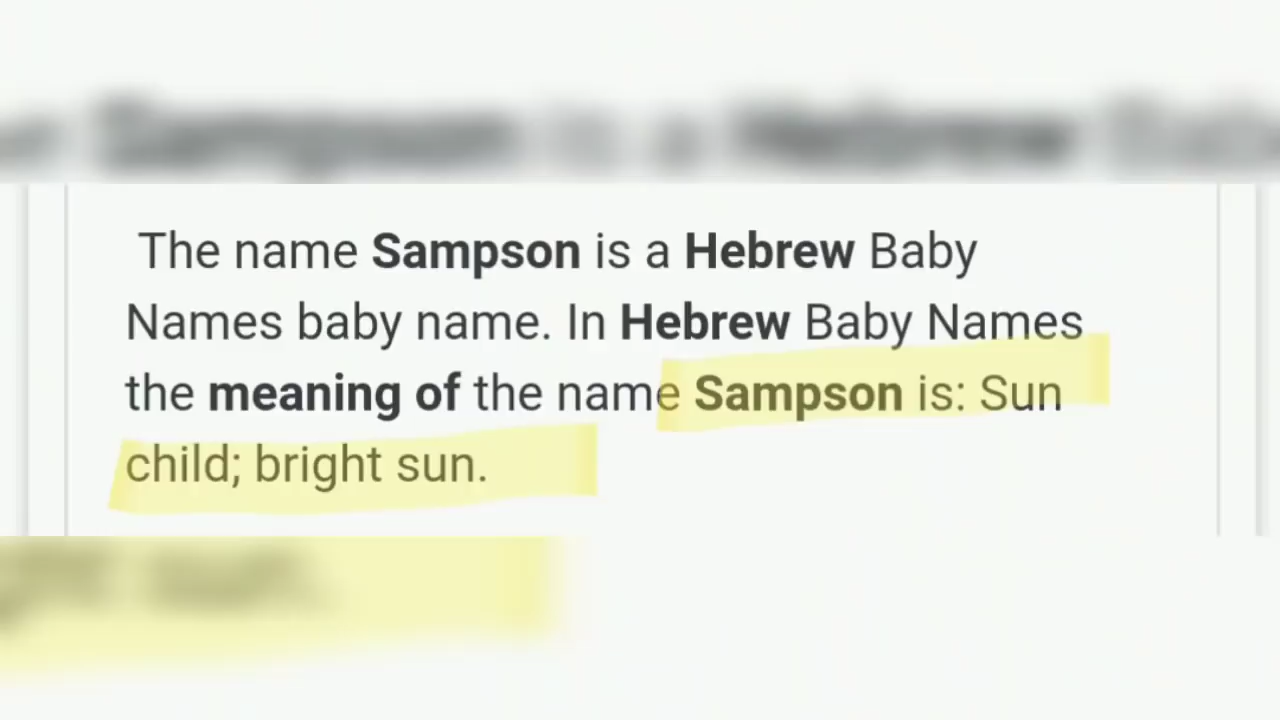 The name Sampson is a Hebrew Baby
Names baby name. In Hebrew Baby Names
the meaning of the name Sampson is: Sun
child; bright sun.